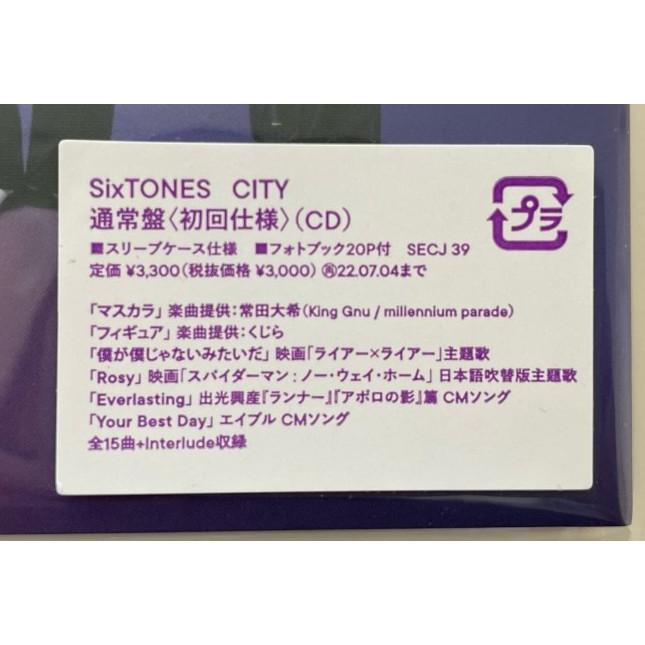 SixTONES CITY
通常盤〈初回仕様〉(CD)
プラ
■スリーブケース仕様 ■フォトブック20P付 SECJ 39
定価 ¥3,300(税抜価格 ¥3,000) Ⓡ22.07.04まで
「マスカラ」 楽曲提供:常田大希(King Gnu / millennium parade)
「フィギュア」 楽曲提供:くじら
「僕が僕じゃないみたいだ」 映画「ライアー×ライアー」主題歌
「Rosy」 映画「スパイダーマン:ノー・ウェイ・ホーム」 日本語吹替版主題歌
「Everlasting」 出光興産『ランナー』『アポロの影』篇 CMソング
「Your Best Day」 エイブル CMソング
全15曲+Interlude収録